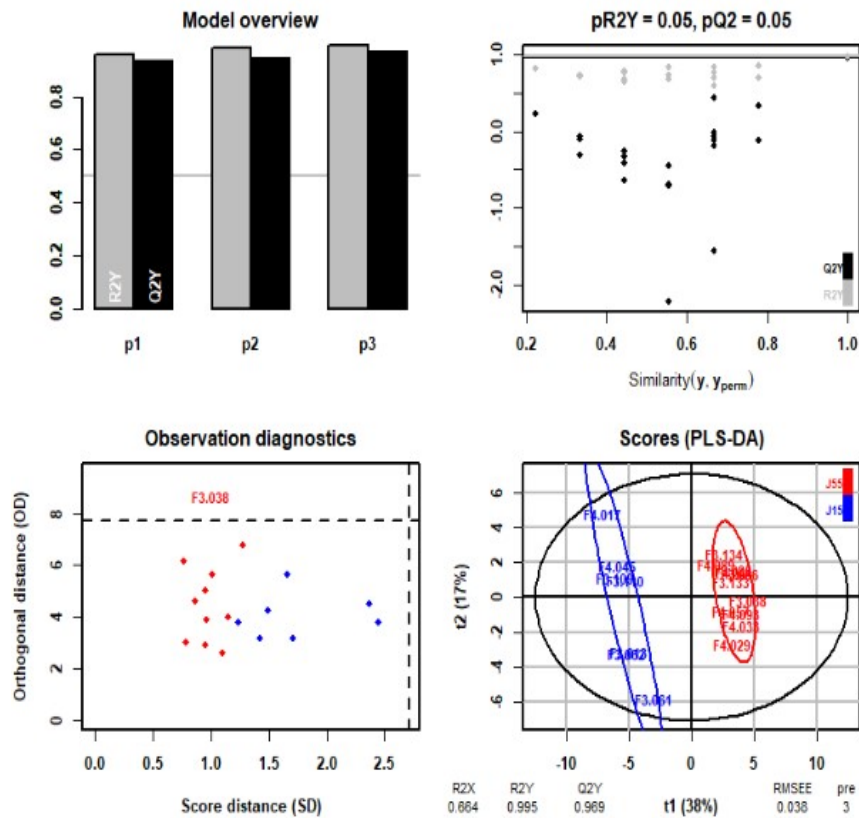 Model overview
0.0 0.2 0.4 0.6 0.8
R2Y Q2Y
p1 p2 p3
pR2Y = 0.05, pQ2 = 0.05
1.0
0.0
-1.0
-2.0
Q2Y
R2Y
0.2 0.4 0.6 0.8 1.0
Similarity(y, yperm)
Observation diagnostics
Orthogonal distance (OD)
8
6
4
2
0
F3.038
0.0 0.5 1.0 1.5 2.0 2.5
Score distance (SD)
Scores (PLS-DA)
t2 (17%)
6
4
2
0
-2
-4
-6
J55
J15
F4.017
F4.045
F3.134
F3.133
F4.033
F4.029
F3.061
-10 -5 0 5 10
R2X R2Y Q2Y RMSEE pre
0.664 0.995 0.969 t1 (38%) 0.038 3